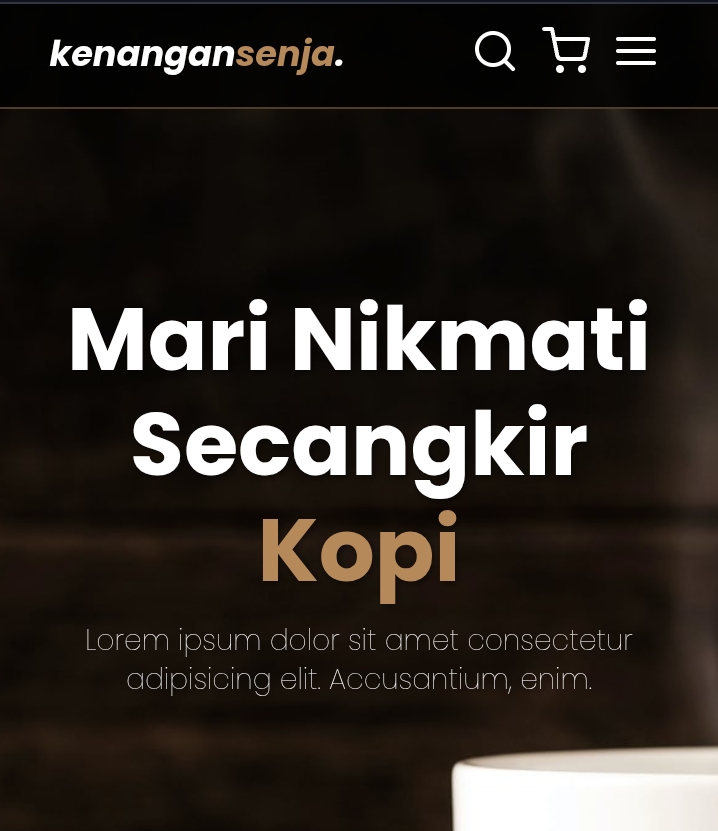 kenangansenja.
Mari Nikmati
Secangkir
Kopi
Lorem ipsum dolor sit amet consectetur
adipisicing elit. Accusantium, enim.